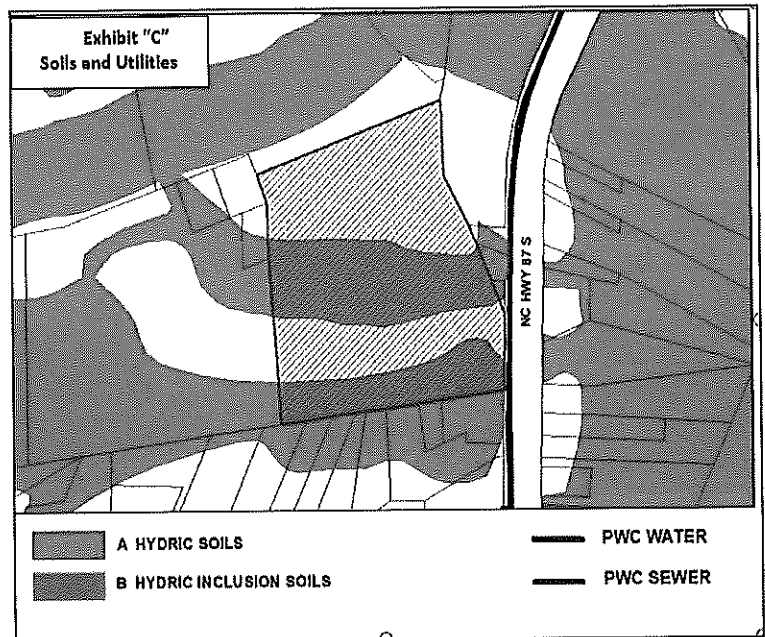 Exhibit "C"
Soils and Utilities
NC HWY 87 S
A HYDRIC SOILS
B HYDRIC INCLUSION SOILS
PWC WATER
PWC SEWER